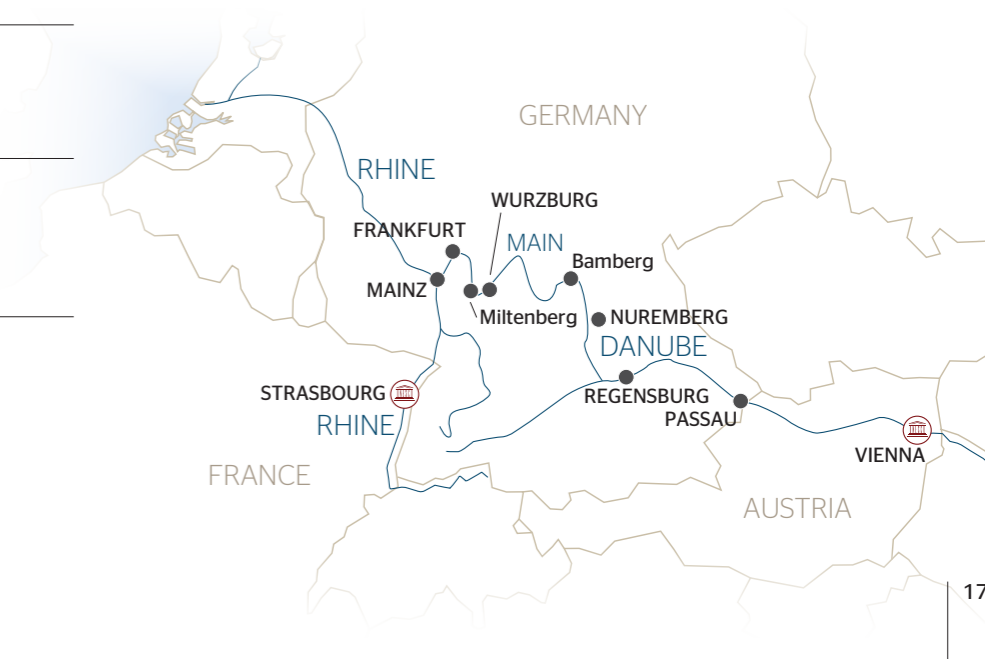 GERMANY
RHINE
WURZBURG
FRANKFURT
MAIN
Bamberg
MAINZ
Miltenberg
NUREMBERG
DANUBE
STRASBOURG
REGENSBURG
RHINE
PASSAU
VIENNA
FRANCE
AUSTRIA
17